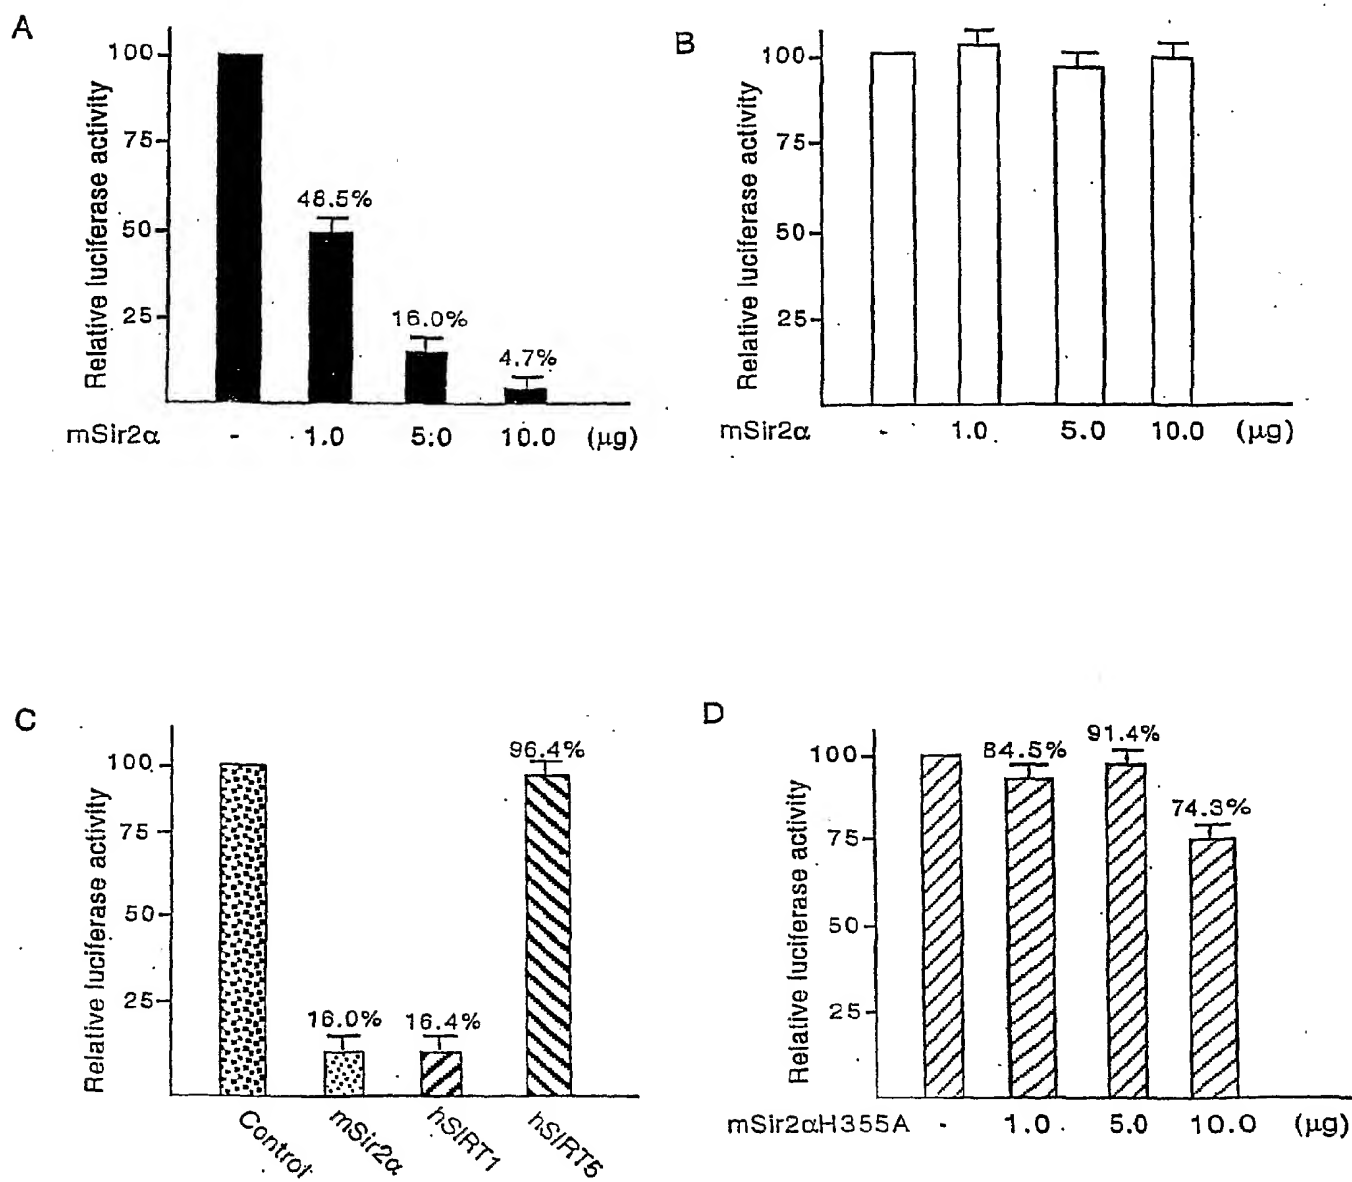 A
Relative luciferase activity
100
75
50
25
48.5%
16.0%
4.7%
mSir2α - 1.0 5.0 10.0 (μg)
B
Relative luciferase activity
100
75
50
25
mSir2α - 1.0 5.0 10.0 (μg)
C
Relative luciferase activity
100
75
50
25
16.0%
16.4%
96.4%
Control mSir2α hSIRT1 hSIRT5
D
Relative luciferase activity
100
75
50
25
84.5%
91.4%
74.3%
mSir2αH355A - 1.0 5.0 10.0 (μg)